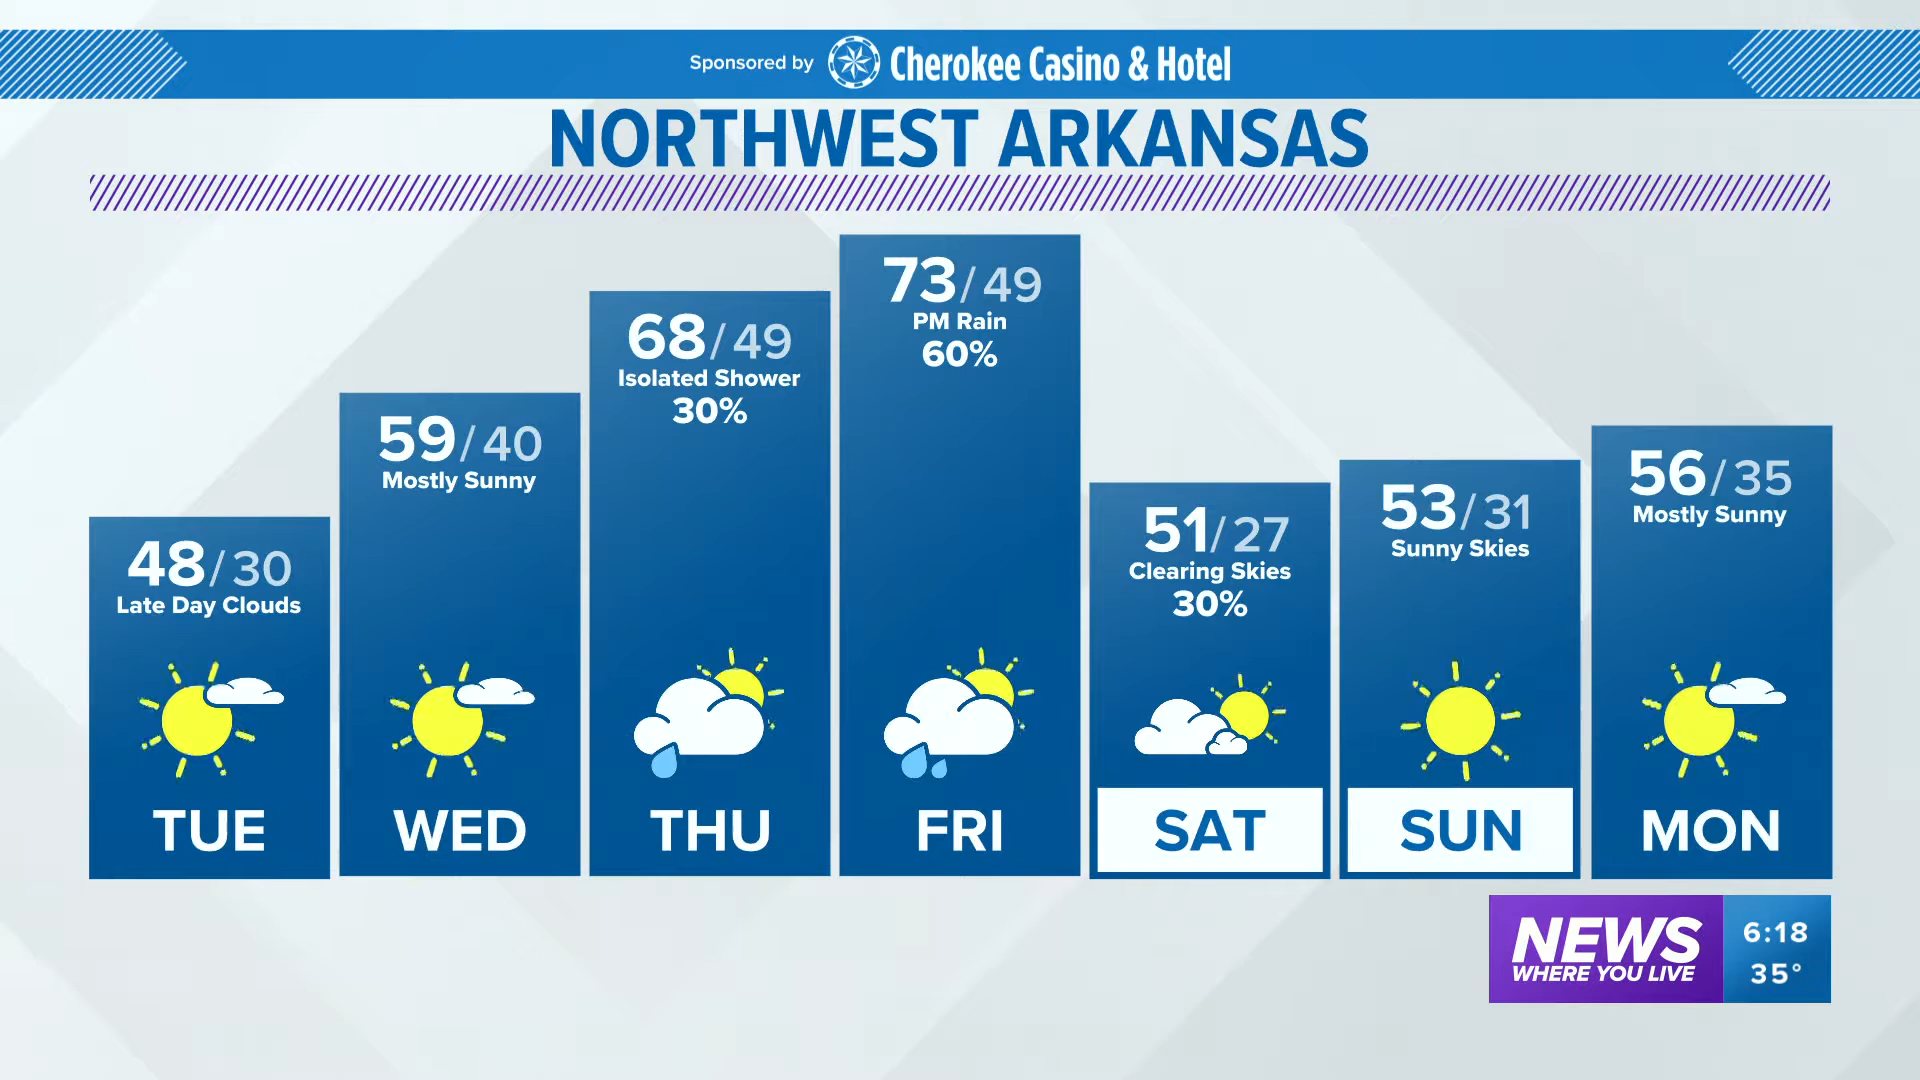 Sponsored by Cherokee Casino & Hotel
NORTHWEST ARKANSAS
48/30
Late Day Clouds
TUE
59/40
Mostly Sunny
WED
68/49
Isolated Shower
30%
THU
73/49
PM Rain
60%
FRI
51/27
Clearing Skies
30%
SAT
53/31
Sunny Skies
SUN
56/35
Mostly Sunny
MON
NEWS
WHERE YOU LIVE
6:18
35°